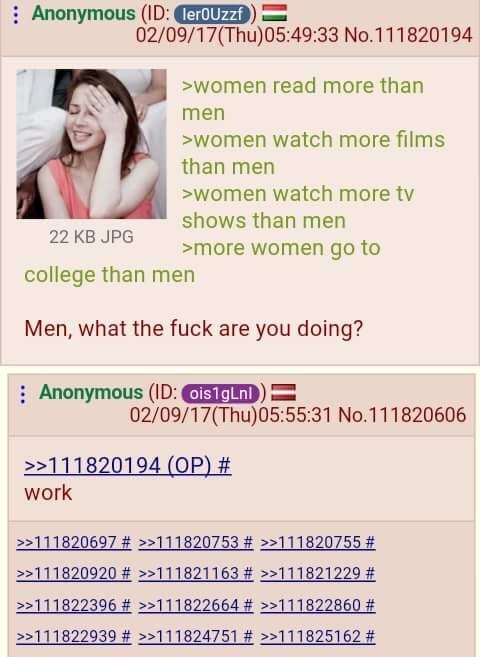 Anonymous (ID: Ier0Uzzf)
02/09/17(Thu)05:49:33 No.111820194
>women read more than
men
>women watch more films
than men
>women watch more tv
shows than men
22 KB JPG
>more women go to
college than men
Men, what the fuck are you doing?
Anonymous (ID: ois1gLnI)
02/09/17(Thu)05:55:31 No.111820606
>>111820194 (OP) #
work
>>111820697 # >>111820753 # >>111820755 #
>>111820920 # >>111821163 # >>111821229 #
>>111822396 # >>111822664 # >>111822860 #
>>111822939 # >>111824751 # >>111825162 #